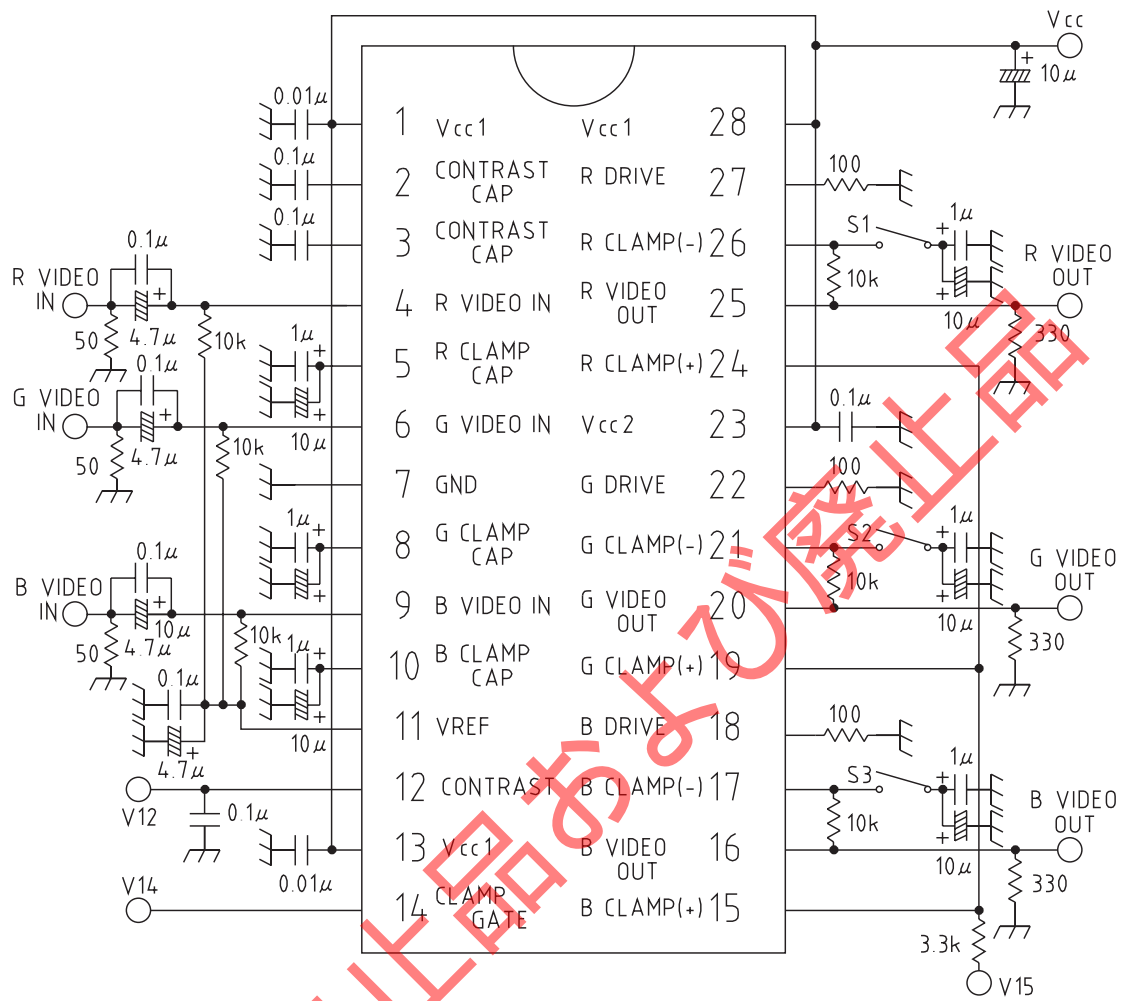 Vcc
10μ
0.01μ
1 Vcc1 Vcc1 28
0.1μ
2 CONTRAST CAP R DRIVE 27
100
0.1μ
3 CONTRAST CAP R CLAMP(-) 26
S1
1μ
10k
10μ
R VIDEO IN
0.1μ
4.7μ
50
10k
4 R VIDEO IN R VIDEO OUT 25
R VIDEO OUT
330
1μ
10μ
5 R CLAMP CAP R CLAMP(+) 24
G VIDEO IN
0.1μ
4.7μ
50
10k
6 G VIDEO IN Vcc2 23
0.1μ
7 GND G DRIVE 22
100
1μ
8 G CLAMP CAP G CLAMP(-) 21
S2
1μ
10k
10μ
10μ
B VIDEO IN
0.1μ
4.7μ
50
10k
9 B VIDEO IN G VIDEO OUT 20
G VIDEO OUT
330
1μ
10μ
10 B CLAMP CAP G CLAMP(+) 19
0.1μ
4.7μ
11 VREF B DRIVE 18
100
V12
0.1μ
12 CONTRAST B CLAMP(-) 17
S3
1μ
10k
10μ
0.01μ
13 Vcc1 B VIDEO OUT 16
B VIDEO OUT
330
V14
14 CLAMP GATE B CLAMP(+) 15
3.3k
V15
止品および廃止品